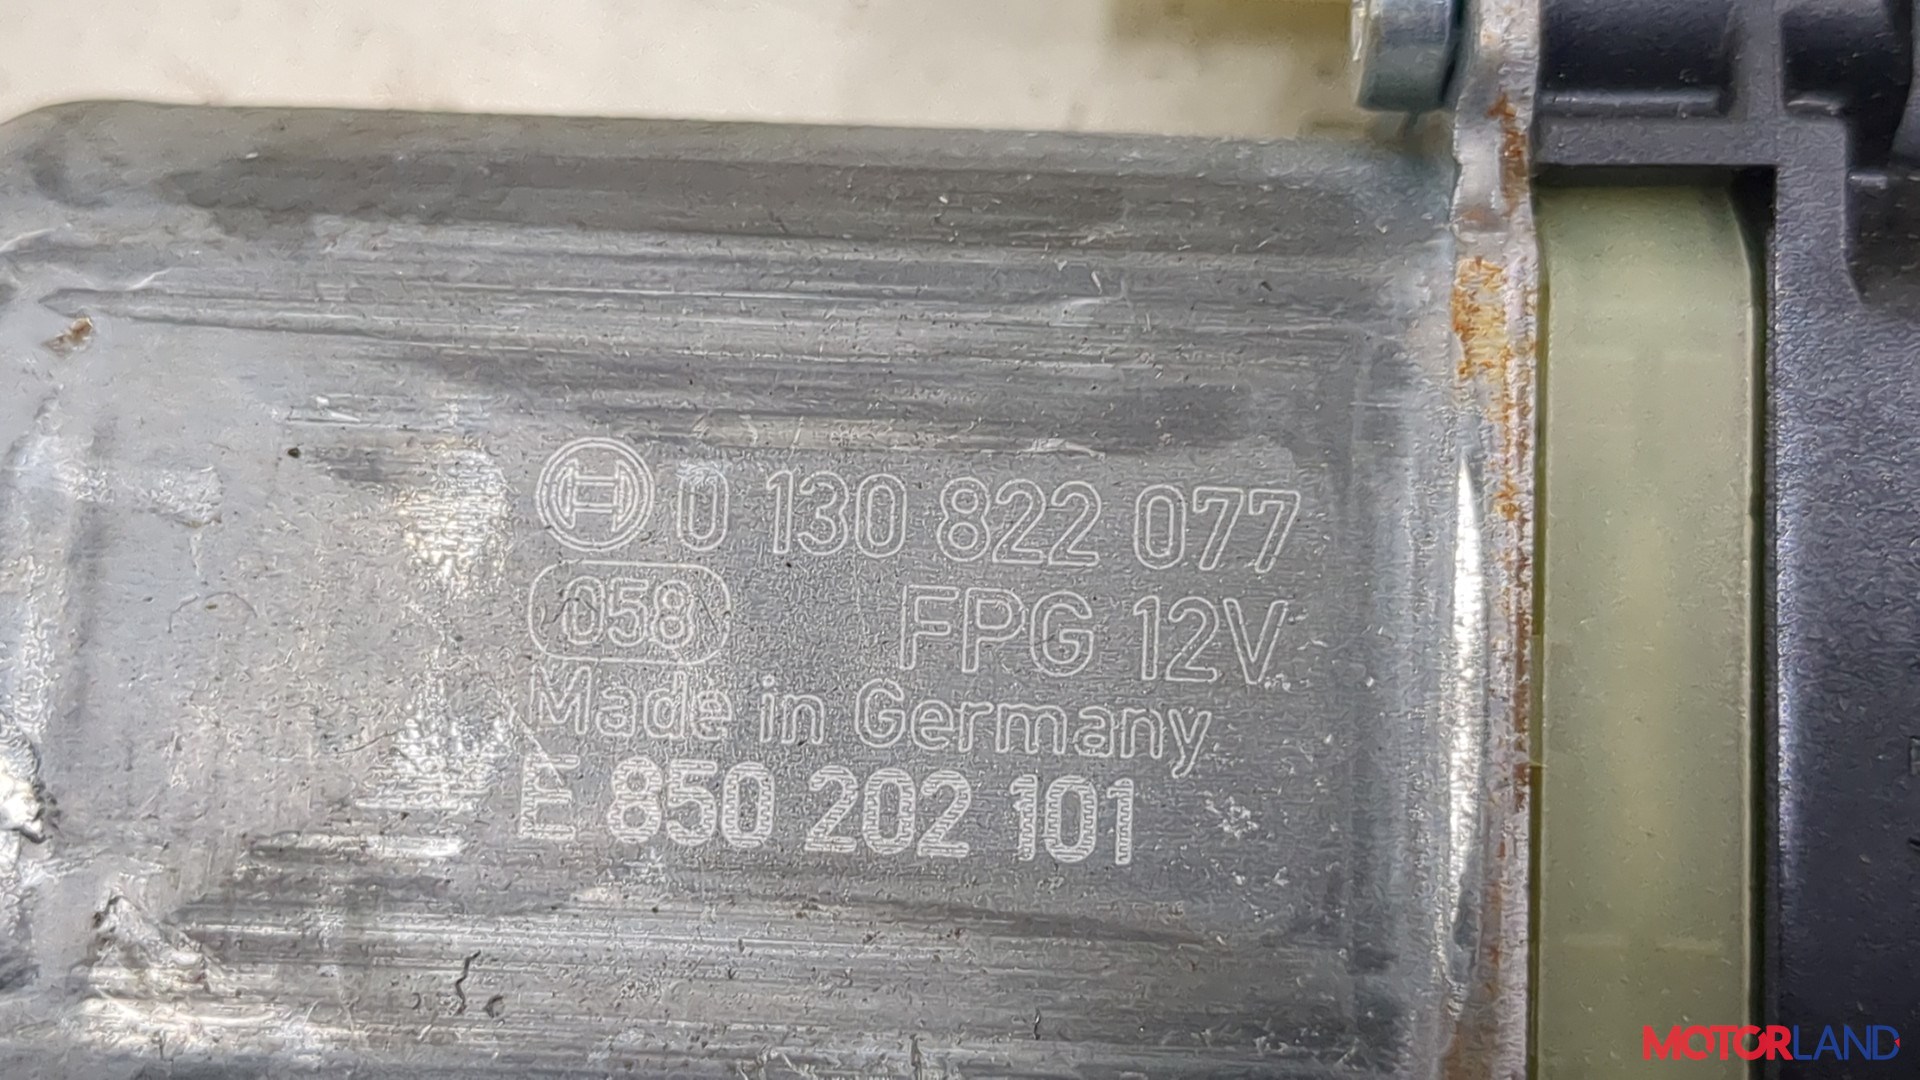 0 130 822 077
058 FPG 12V
Made in Germany
E 850 202 101
MOTORLAND